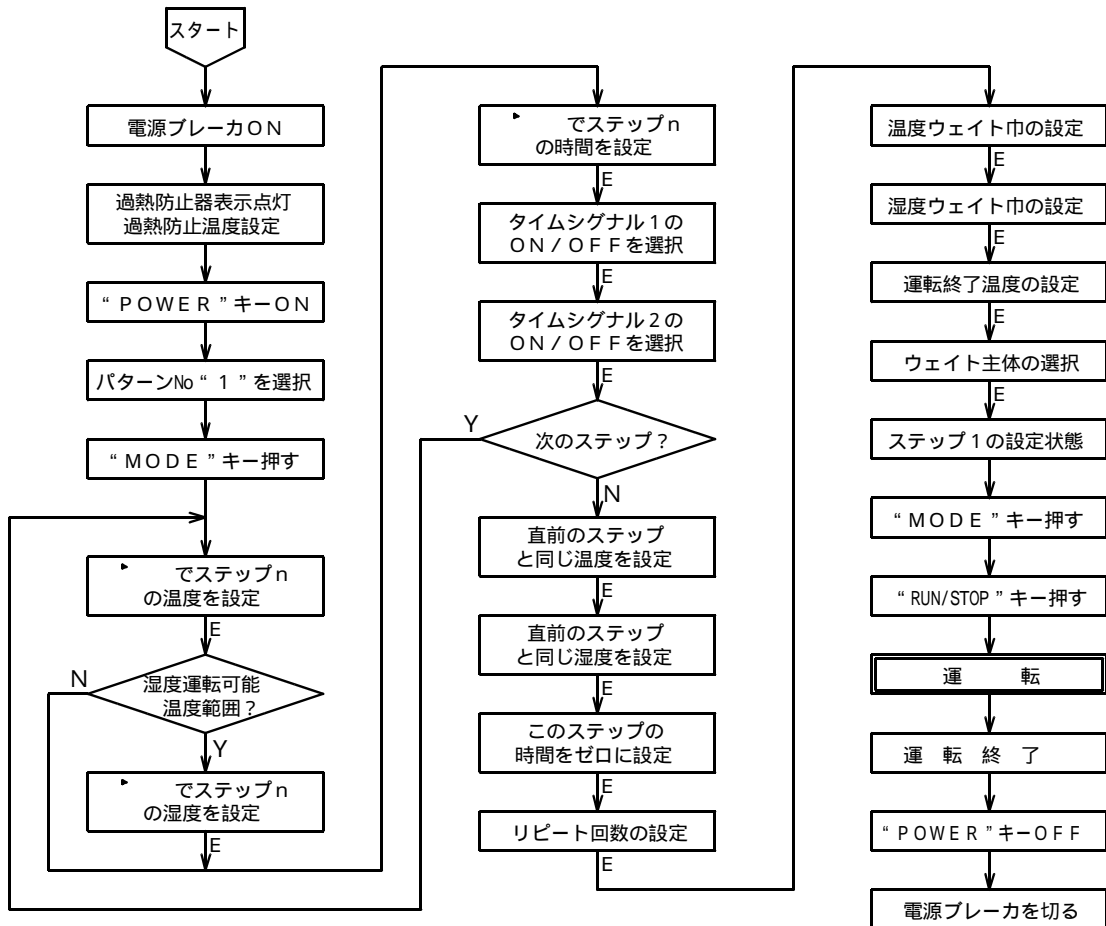 スタート
電源ブレーカON
過熱防止器表示点灯
過熱防止温度設定
“POWER”キーON
パターンNo“1”を選択
“MODE”キー押す
でステップn
の温度を設定
E
N
湿度運転可能
温度範囲?
Y
でステップn
の湿度を設定
E
でステップn
の時間を設定
E
タイムシグナル1の
ON/OFFを選択
E
タイムシグナル2の
ON/OFFを選択
E
Y
次のステップ?
N
直前のステップ
と同じ温度を設定
E
直前のステップ
と同じ湿度を設定
E
このステップの
時間をゼロに設定
E
リピート回数の設定
E
温度ウェイト巾の設定
E
湿度ウェイト巾の設定
E
運転終了温度の設定
E
ウェイト主体の選択
E
ステップ1の設定状態
“MODE”キー押す
“RUN/STOP”キー押す
運 転
運 転 終 了
“POWER”キーOFF
電源ブレーカを切る